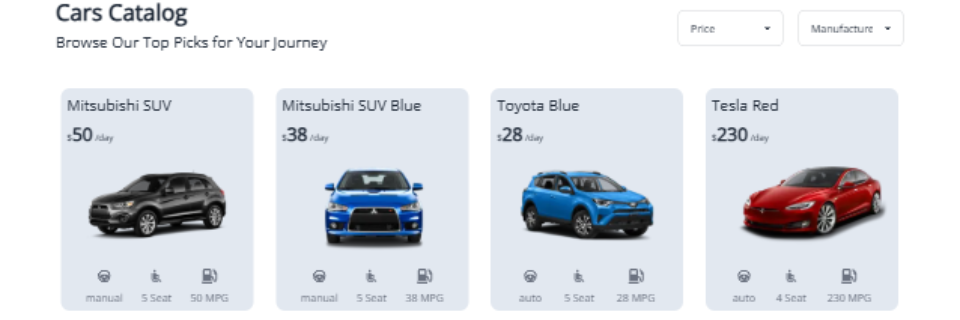 Cars Catalog
Browse Our Top Picks for Your Journey
Price
Manufacture
Mitsubishi SUV
$50 /day
manual 5 Seat 50 MPG
Mitsubishi SUV Blue
$38 /day
manual 5 Seat 38 MPG
Toyota Blue
$28 /day
auto 5 Seat 28 MPG
Tesla Red
$230 /day
auto 4 Seat 230 MPG